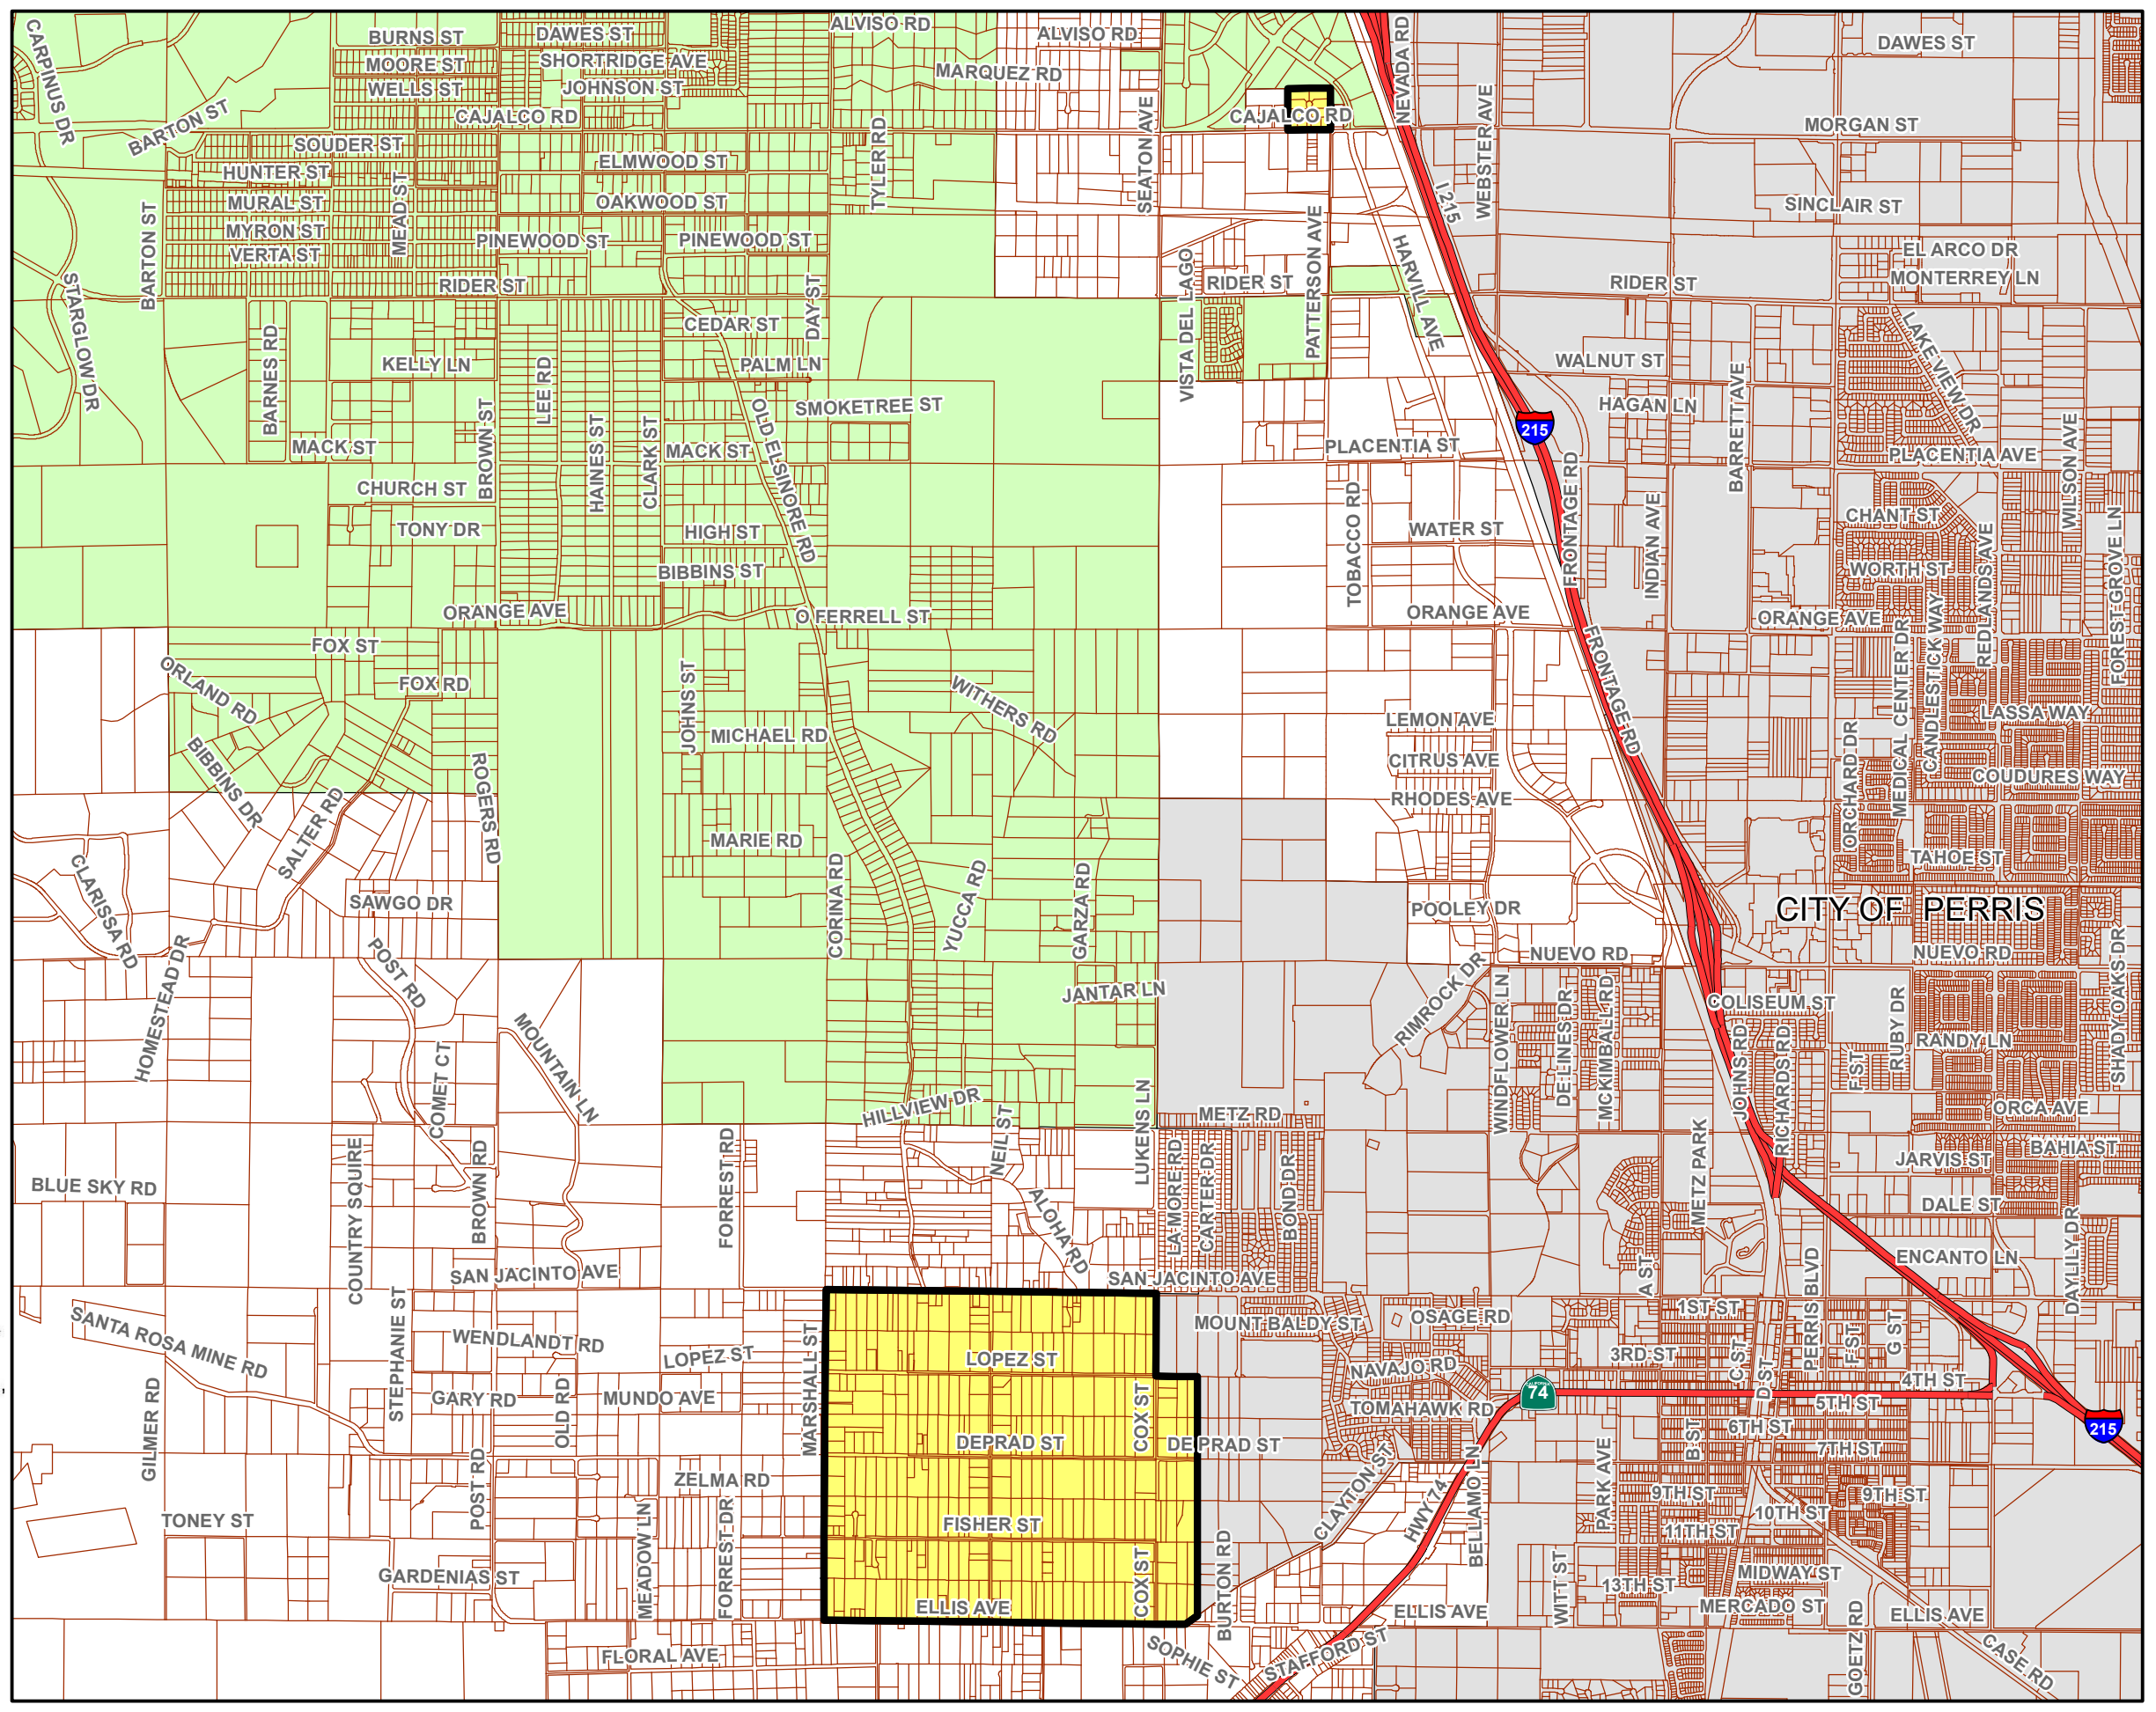 CARPINUS DR
BURNS ST
DAWES ST
ALVISO RD
ALVISO RD
NEVADA RD
DAWES ST
MOORE ST
SHORTRIDGE AVE
MARQUEZ RD
WELLS ST
JOHNSON ST
BARTON ST
CAJALCO RD
TYLER RD
SEATON AVE
CAJALCO RD
WEBSTER AVE
MORGAN ST
SOUDER ST
ELMWOOD ST
HUNTER ST
MEAD ST
MURAL ST
OAKWOOD ST
I 215
SINCLAIR ST
MYRON ST
PINEWOOD ST
PINEWOOD ST
PATTERSON AVE
HARVILL AVE
EL ARCO DR
BARTON ST
VERTA ST
STARGLOW DR
RIDER ST
DAY ST
VISTA DEL LAGO
RIDER ST
RIDER ST
MONTERREY LN
BARNES RD
CEDAR ST
LAKE VIEW DR
KELLY LN
LEE RD
PALM LN
WALNUT ST
BARRETT AVE
BROWN ST
HAINES ST
CLARK ST
OLD ELSINORE RD
SMOKETREE ST
HAGAN LN
215
MACK ST
MACK ST
PLACENTIA ST
PLACENTIA AVE
WILSON AVE
CHURCH ST
FRONTAGE RD
INDIAN AVE
TONY DR
HIGH ST
TOBACCO RD
WATER ST
CHANT ST
REDLANDS AVE
FOREST GROVE LN
BIBBINS ST
WORTH ST
ORANGE AVE
O FERRELL ST
ORANGE AVE
ORANGE AVE
FOX ST
FRONTAGE RD
MEDICAL CENTER DR
CANDLESTICK WAY
ORLAND RD
FOX RD
JOHNS ST
WITHERS RD
LEMON AVE
LASSA WAY
BIBBINS DR
ROGERS RD
MICHAEL RD
CITRUS AVE
ORCHARD DR
COUDURES WAY
SALTER RD
RHODES AVE
MARIE RD
TAHOE ST
CLARISSA RD
SAWGO DR
CORINA RD
YUCCA RD
GARZA RD
POOLEY DR
CITY OF PERRIS
HOMESTEAD DR
POST RD
NUEVO RD
NUEVO RD
SHADY OAKS DR
JANTAR LN
RIMROCK DR
WINDFLOWER LN
DE LINES DR
MCKIMBALL RD
COLISEUM ST
MOUNTAIN LN
COMET CT
JOHNS RD
RICHARDS RD
F ST
RUBY DR
RANDY LN
HILLVIEW DR
NEIL ST
LUKENS LN
METZ RD
METZ PARK
ORCA AVE
BLUE SKY RD
COUNTRY SQUIRE
BROWN RD
FORREST RD
ALOHA RD
LAMORE RD
CARTER DR
BOND DR
JARVIS ST
BAHIA ST
DALE ST
DAYLILY DR
SAN JACINTO AVE
SAN JACINTO AVE
A ST
PERRIS BLVD
ENCANTO LN
SANTA ROSA MINE RD
STEPHANIE ST
WENDLANDT RD
LOPEZ ST
MARSHALL ST
LOPEZ ST
MOUNT BALDY ST
OSAGE RD
1ST ST
C ST
D ST
F ST
G ST
NAVAJO RD
3RD ST
GILMER RD
GARY RD
OLD RD
MUNDO AVE
COX ST
TOMAHAWK RD
74
4TH ST
5TH ST
DEPRAD ST
DE PRAD ST
B ST
6TH ST
215
7TH ST
POST RD
ZELMA RD
CLAYTON ST
HWY 74
BELLAMO LN
PARK AVE
9TH ST
9TH ST
TONEY ST
MEADOW LN
FORREST DR
FISHER ST
10TH ST
11TH ST
GARDENIAS ST
COX ST
BURTON RD
WITT ST
13TH ST
MIDWAY ST
ELLIS AVE
ELLIS AVE
MERCADO ST
ELLIS AVE
FLORAL AVE
SOPHIE ST
STAFFORD ST
GOETZ RD
CASE RD